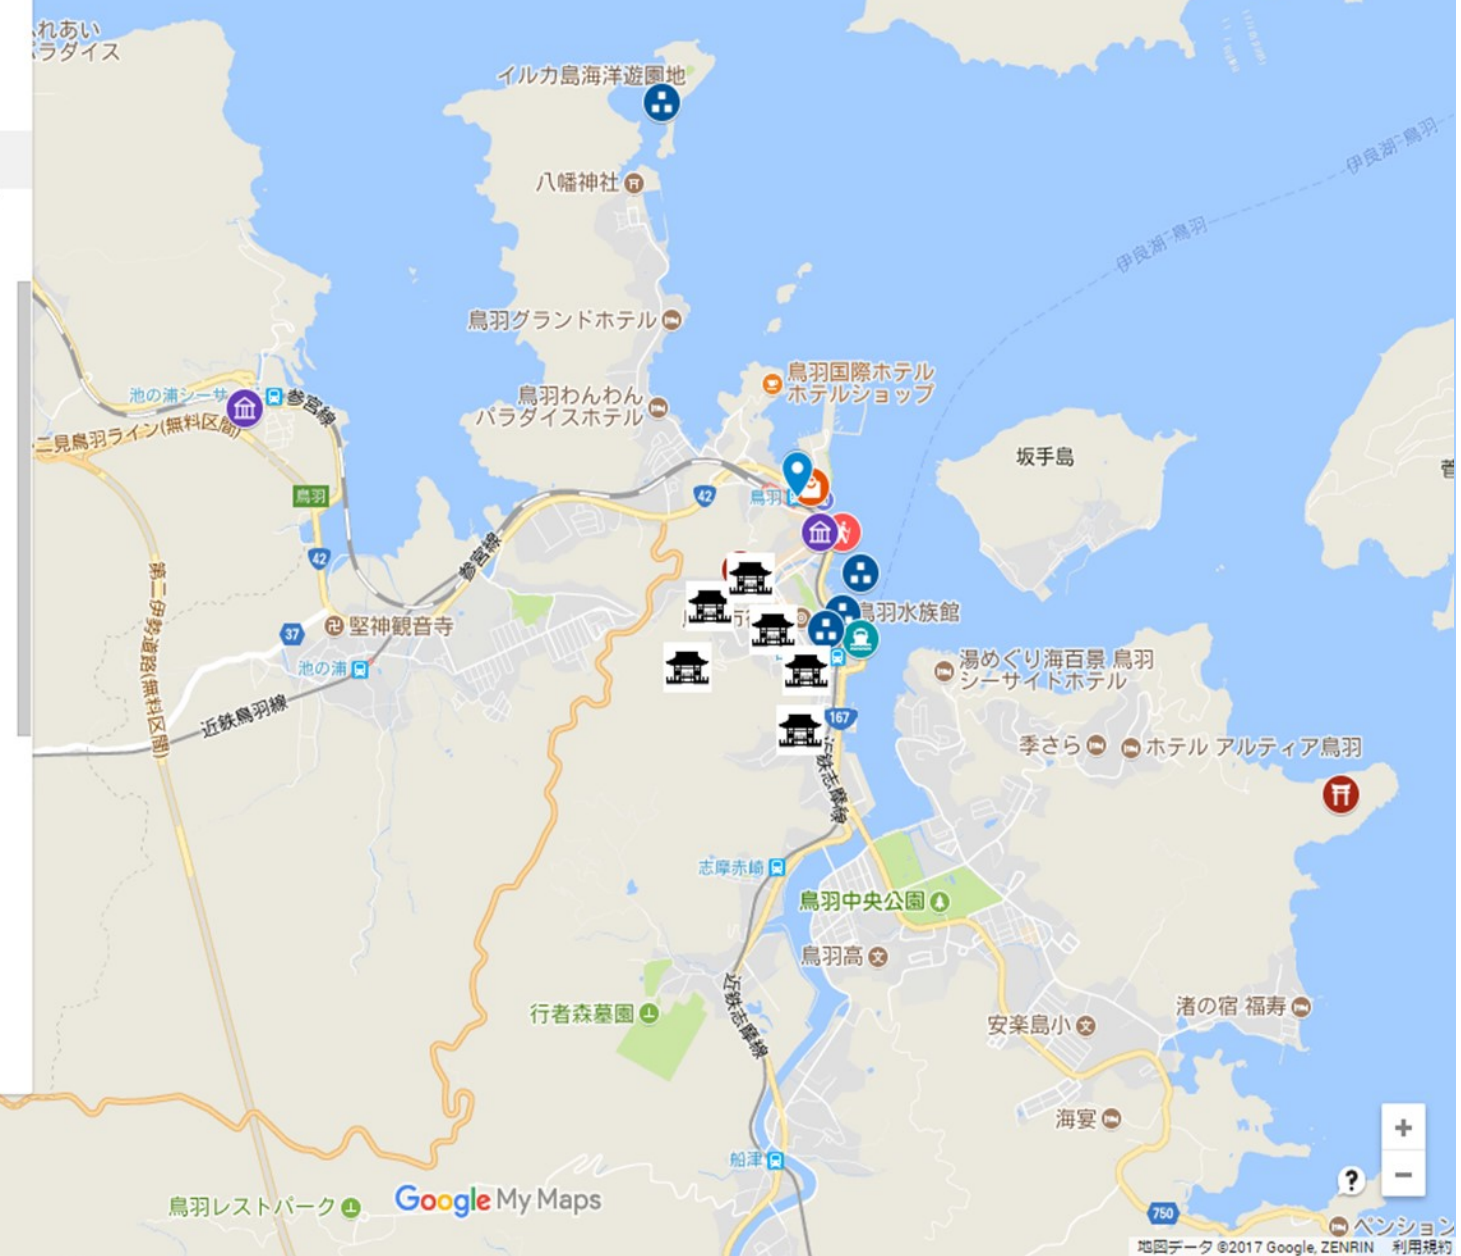 れあい
ラダイス
イルカ島海洋遊園地
伊良湖-鳥羽
八幡神社
伊良湖-鳥羽
鳥羽グランドホテル
鳥羽国際ホテル
ホテルショップ
鳥羽わんわん
パラダイスホテル
池の浦シーサ
参宮線
二見鳥羽ライン(無料区間)
坂手島
菅
鳥羽
42
鳥羽
42
参宮線
第二伊勢道路(無料区間)
鳥羽水族館
37
堅神観音寺
池の浦
湯めぐり海百景 鳥羽
シーサイドホテル
近鉄鳥羽線
167
季さら
ホテル アルティア鳥羽
近鉄志摩線
志摩赤崎
鳥羽中央公園
鳥羽高
近鉄志摩線
行者森墓園
渚の宿 福寿
安楽島小
海宴
船津
鳥羽レストパーク
Google My Maps
+
−
?
750
ペンション
地図データ ©2017 Google, ZENRIN 利用規約